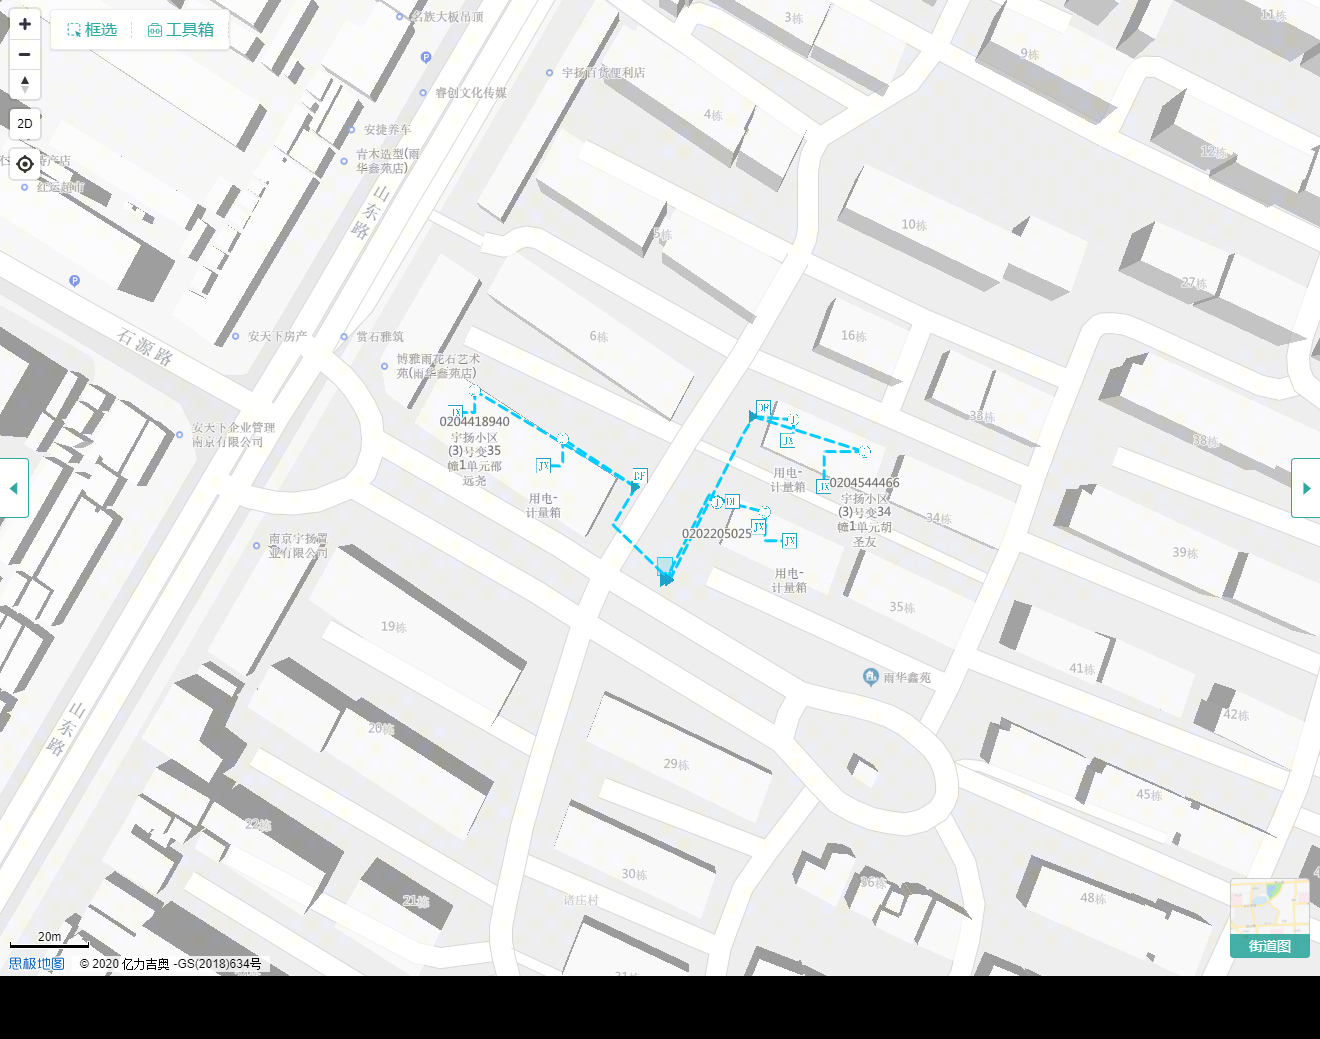 框选
工具箱
2D
名族大板吊顶
睿创文化传媒
宇扬百货便利店
安捷养车
青木造型(雨
华鑫苑店)
红运超市
山东路
石源路
安天下房产
赏石雅筑
博雅雨花石艺术
苑(雨华鑫苑店)
安天下企业管理
南京有限公司
3栋
4栋
5栋
6栋
9栋
10栋
11栋
12栋
16栋
27栋
33栋
34栋
35栋
38栋
39栋
41栋
42栋
45栋
48栋
36栋
0204418940
宇扬小区
(3)号变35
幢1单元邵
远尧
用电-
计量箱
用电-
计量箱
0204544466
宇扬小区
(3)号变34
幢1单元胡
圣友
0202205025
用电-
计量箱
JX
JX
JX
JX
JX
JX
DF
南京宇扬置
业有限公司
雨华鑫苑
19栋
20栋
22栋
21栋
29栋
30栋
31栋
诸庄村
山东路
20m
思极地图
© 2020 亿力吉奥 -GS(2018)634号
街道图